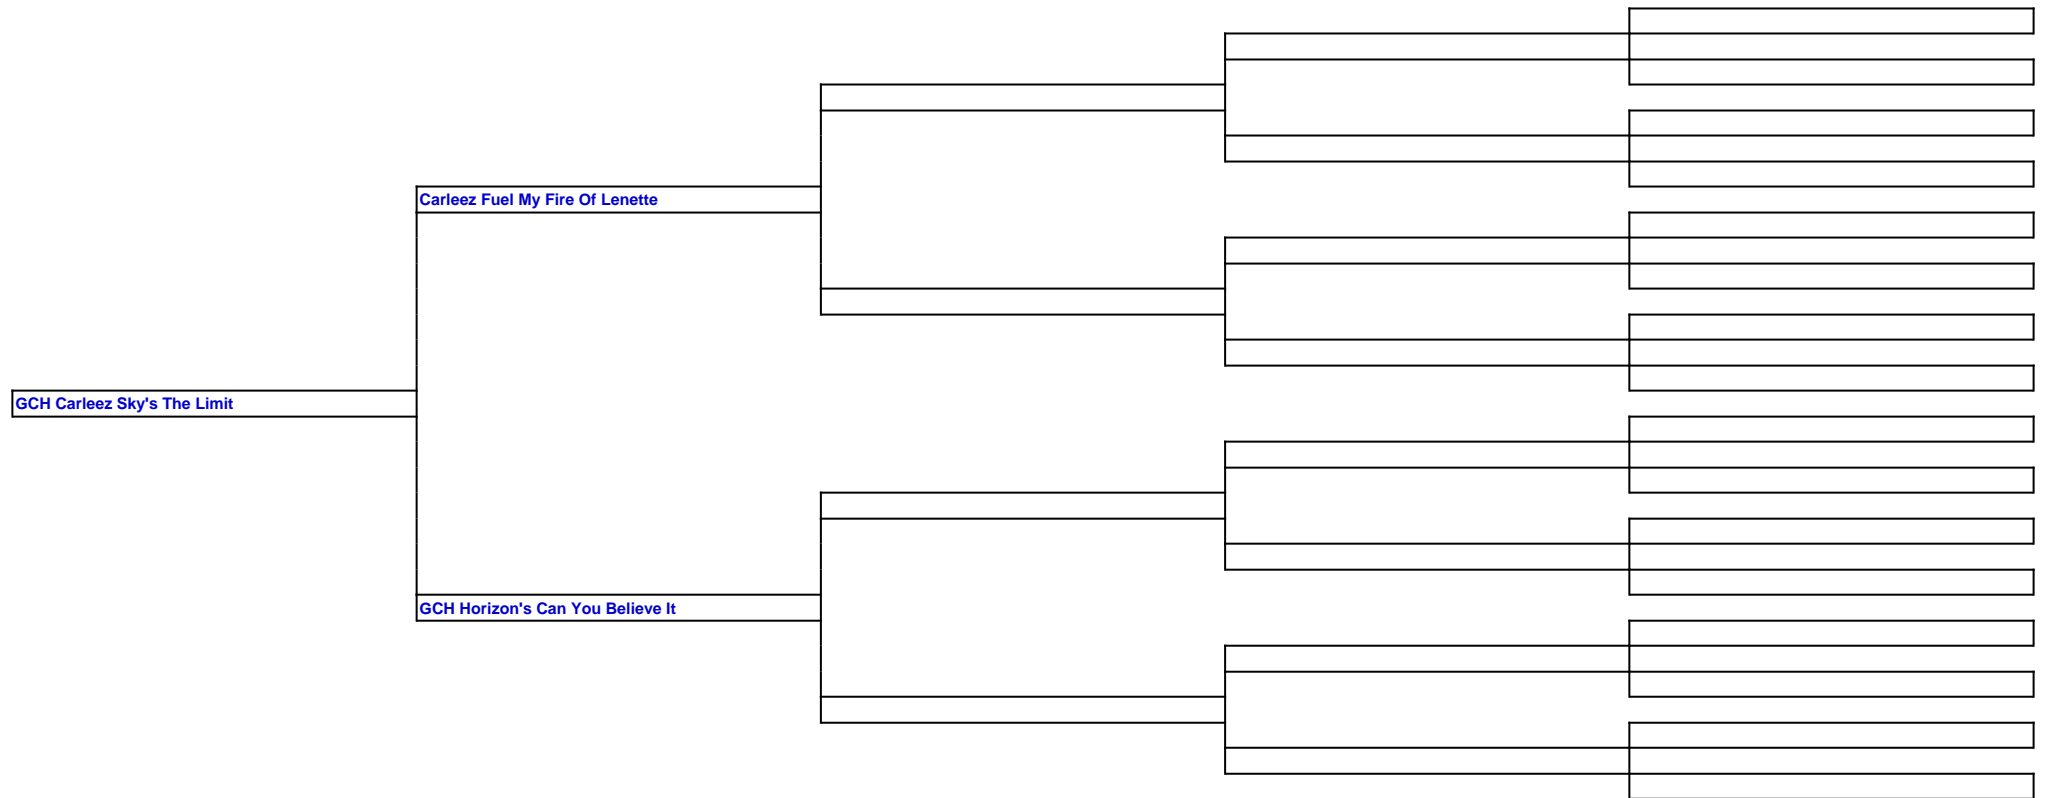 Carleez Fuel My Fire Of Lenette
GCH Carleez Sky's The Limit
GCH Horizon's Can You Believe It